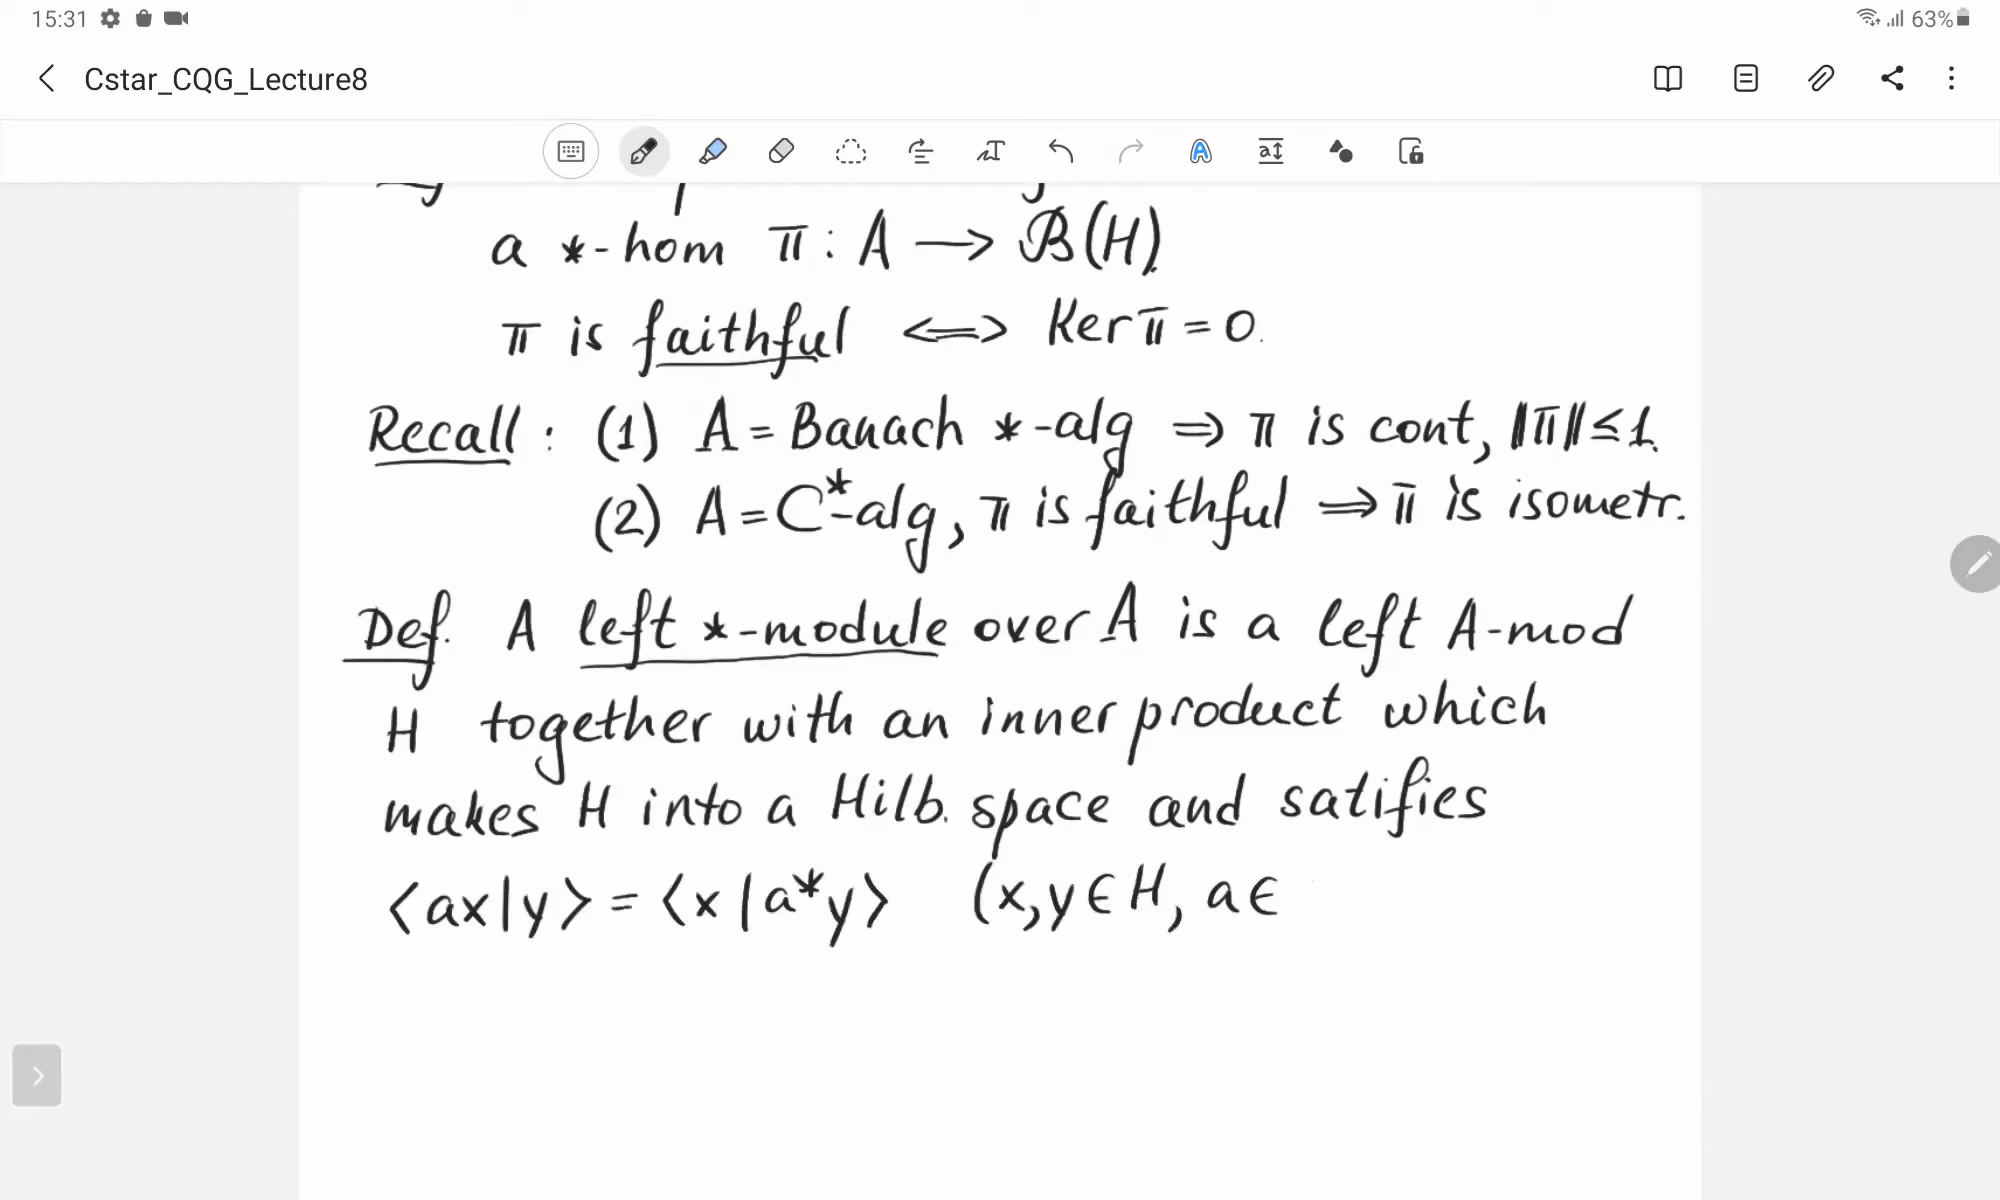 15:31
63%
Cstar_CQG_Lecture8
a *-hom π : A ⟶ B(H).
π is faithful ⟺ Ker π = 0.
Recall : (1) A = Banach *-alg ⇒ π is cont, ‖π‖ ≤ 1.
(2) A = C*-alg, π is faithful ⇒ π is isometr.
Def. A left *-module over A is a left A-mod
H together with an inner product which
makes H into a Hilb. space and satifies
⟨ax|y⟩ = ⟨x|a*y⟩ (x,y ∈ H, a ∈